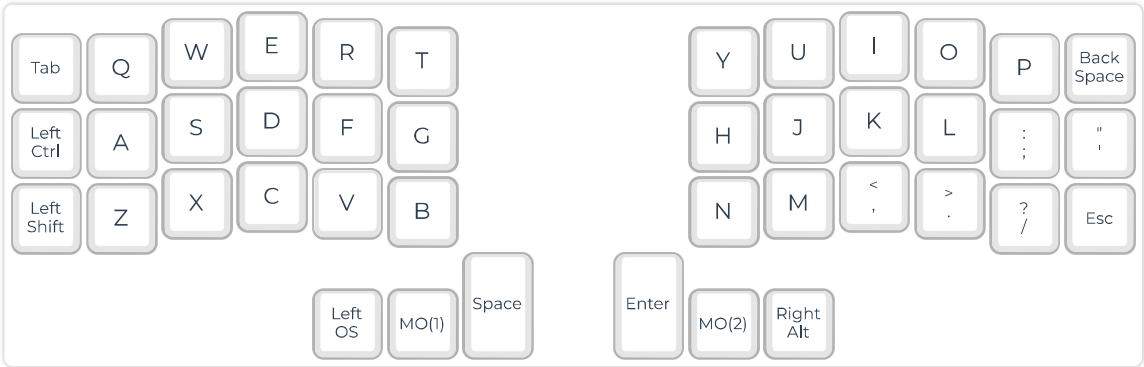 Tab Q W E R T Y U I O P Back Space
Left Ctrl A S D F G H J K L : ; " '
Left Shift Z X C V B N M < , > . ? / Esc
Left OS MO(1) Space Enter MO(2) Right Alt